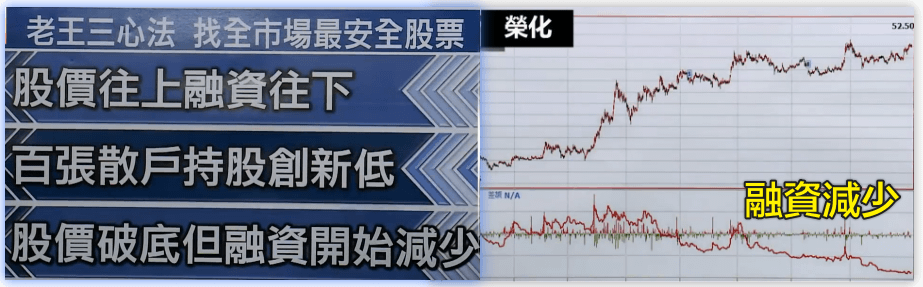 老王三心法 找全市場最安全股票
股價往上融資往下
百張散戶持股創新低
股價破底但融資開始減少
榮化
52.50
N/A
融資減少